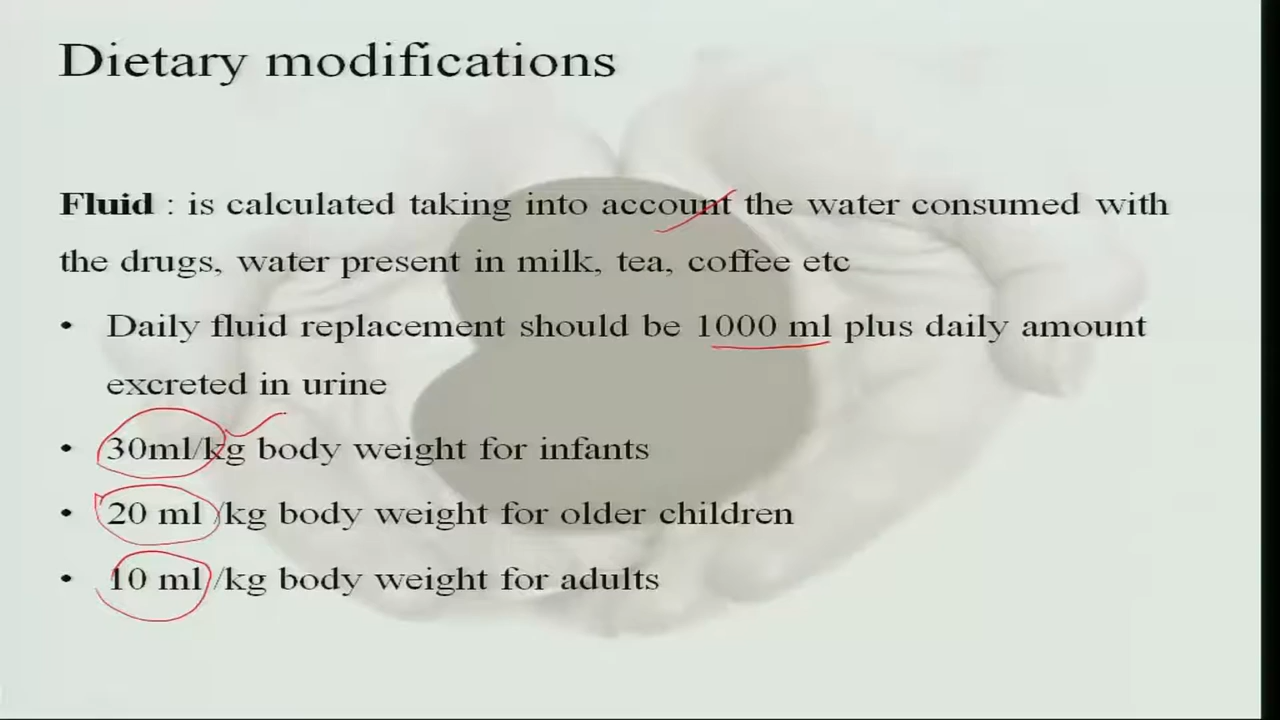 Dietary modifications
Fluid : is calculated taking into account the water consumed with
the drugs, water present in milk, tea, coffee etc
• Daily fluid replacement should be 1000 ml plus daily amount
excreted in urine
• 30ml/kg body weight for infants
• 20 ml /kg body weight for older children
• 10 ml /kg body weight for adults